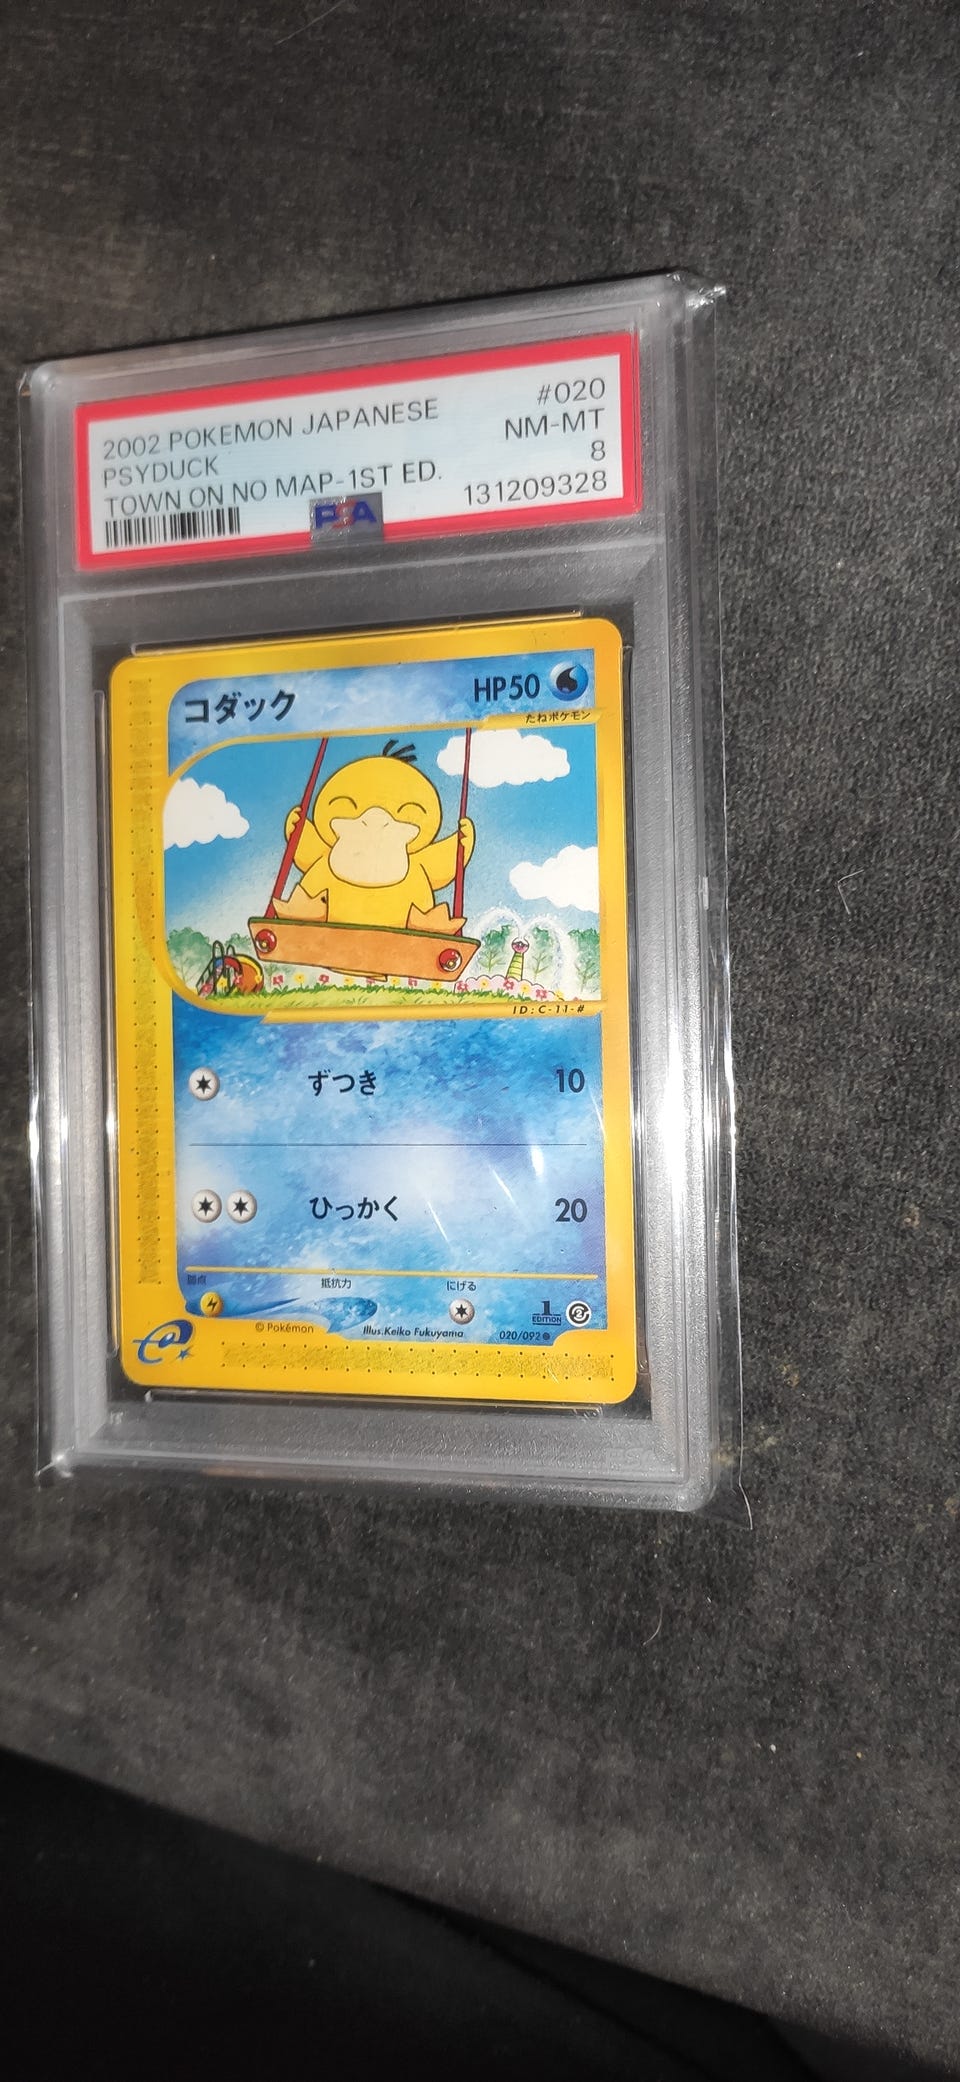 2002 POKEMON JAPANESE #020
PSYDUCK NM-MT
TOWN ON NO MAP-1ST ED. 8
PSA 131209328
コダック HP50
たねポケモン
ID:C-11-#
ずつき 10
ひっかく 20
弱点 抵抗力 にげる
1
EDITION
e
© Pokémon Illus.Keiko Fukuyama 020/092●